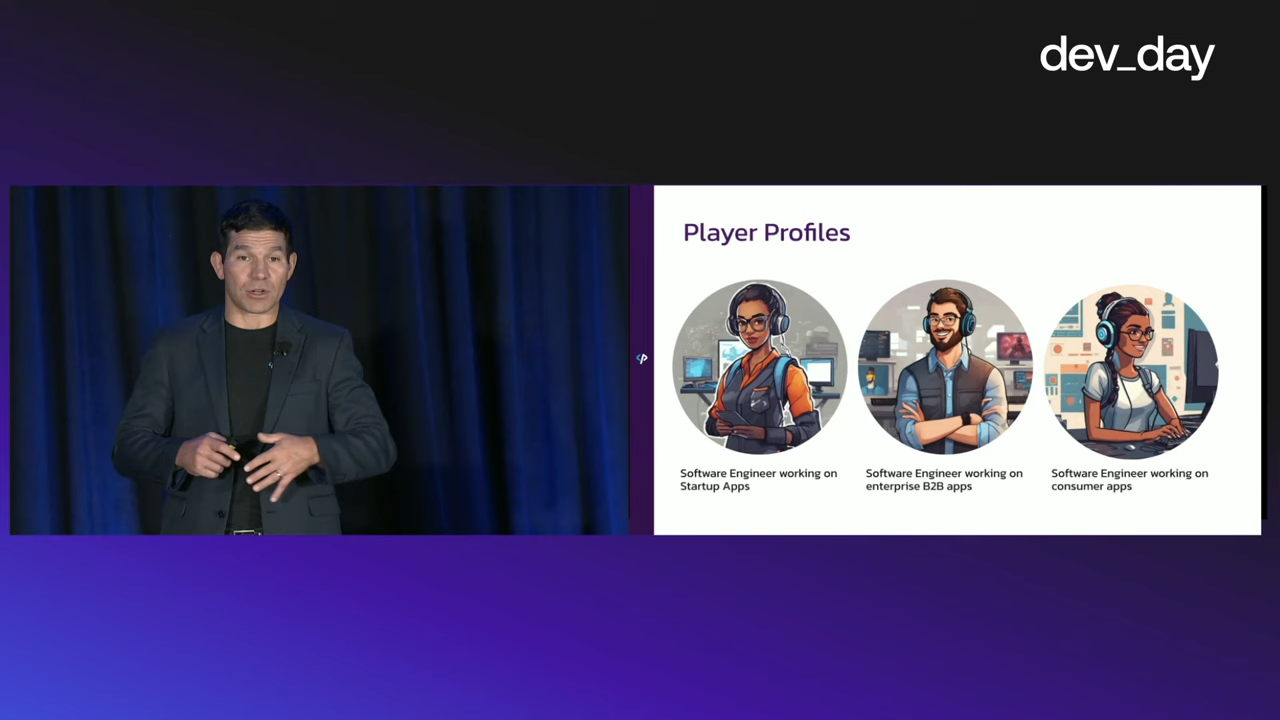 dev_day
Player Profiles
Software Engineer working on
Startup Apps
Software Engineer working on
enterprise B2B apps
Software Engineer working on
consumer apps